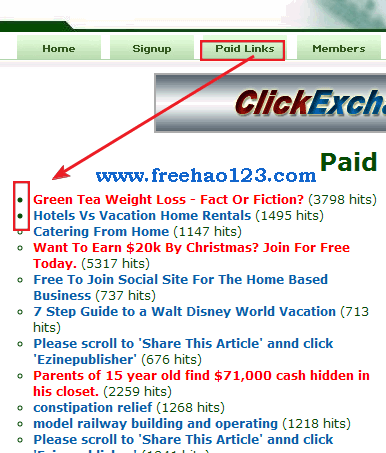 Home Signup Paid Links Members
ClickExcha
Paid
www.freehao123.com
Green Tea Weight Loss - Fact Or Fiction? (3798 hits)
Hotels Vs Vacation Home Rentals (1495 hits)
Catering From Home (1147 hits)
Want To Earn $20k By Christmas? Join For Free
Today. (5317 hits)
Free To Join Social Site For The Home Based
Business (737 hits)
7 Step Guide to a Walt Disney World Vacation (713
hits)
Please scroll to 'Share This Article' annd click
'Ezinepublisher' (676 hits)
Parents of 15 year old find $71,000 cash hidden in
his closet. (2259 hits)
constipation relief (1268 hits)
model railway building and operating (1218 hits)
Please scroll to 'Share This Article' annd click